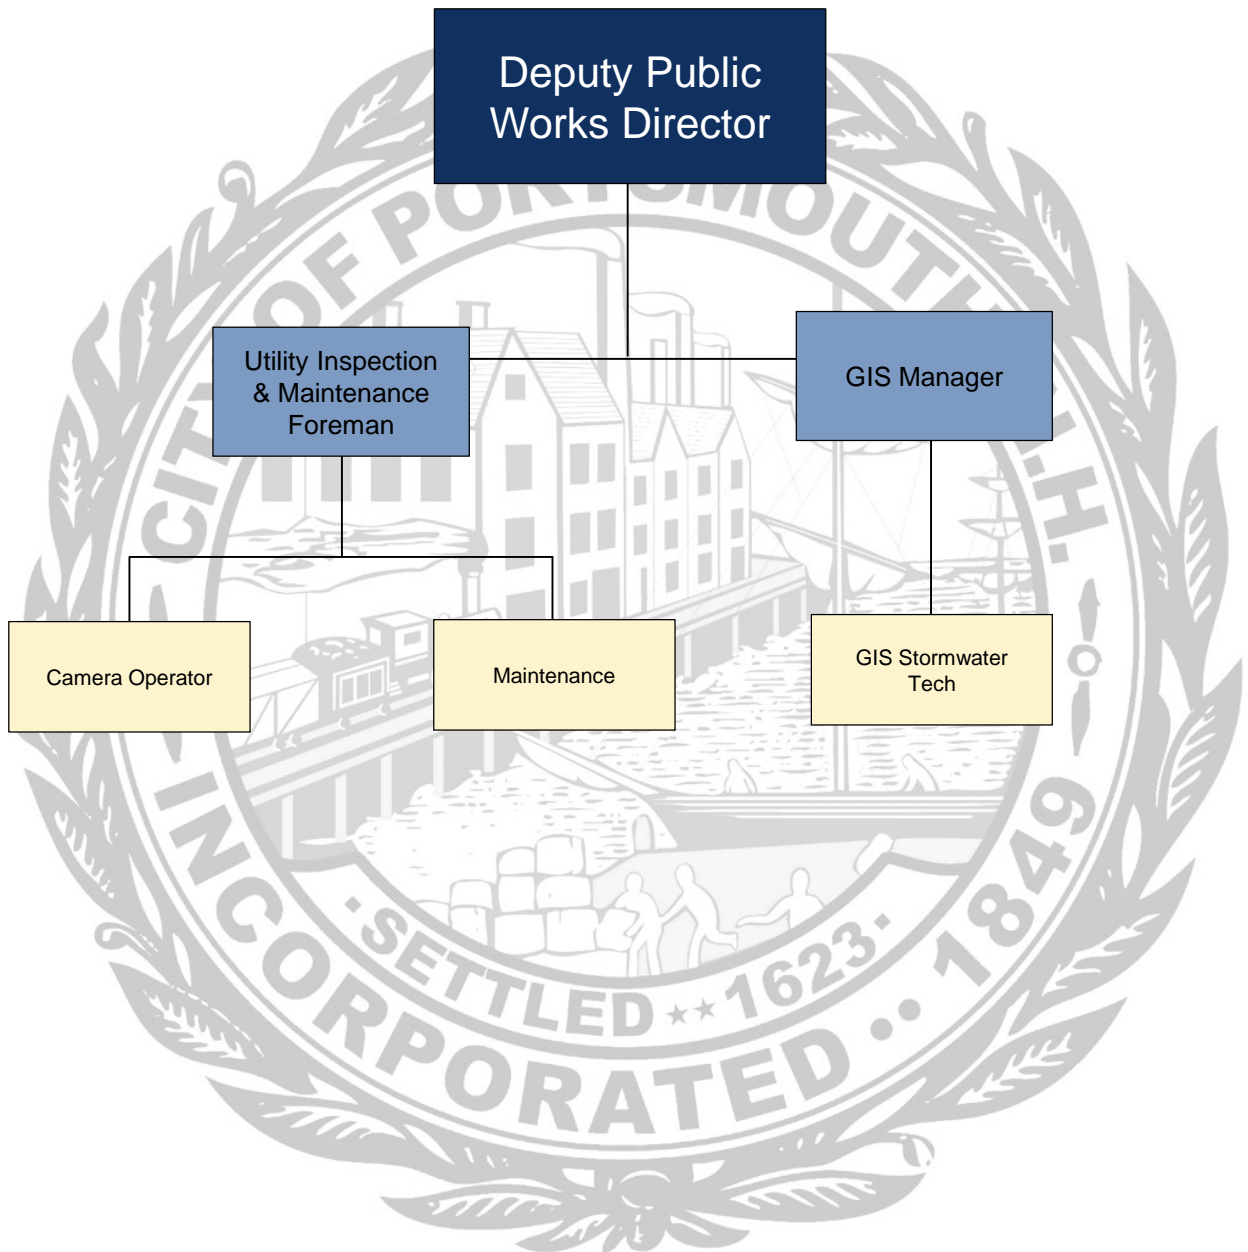 Deputy Public
Works Director
CITY OF PORTSMOUTH, N.H.
Utility Inspection
& Maintenance
Foreman
GIS Manager
Camera Operator
Maintenance
GIS Stormwater
Tech
·SETTLED ** 1623·
INCORPORATED •• 1849